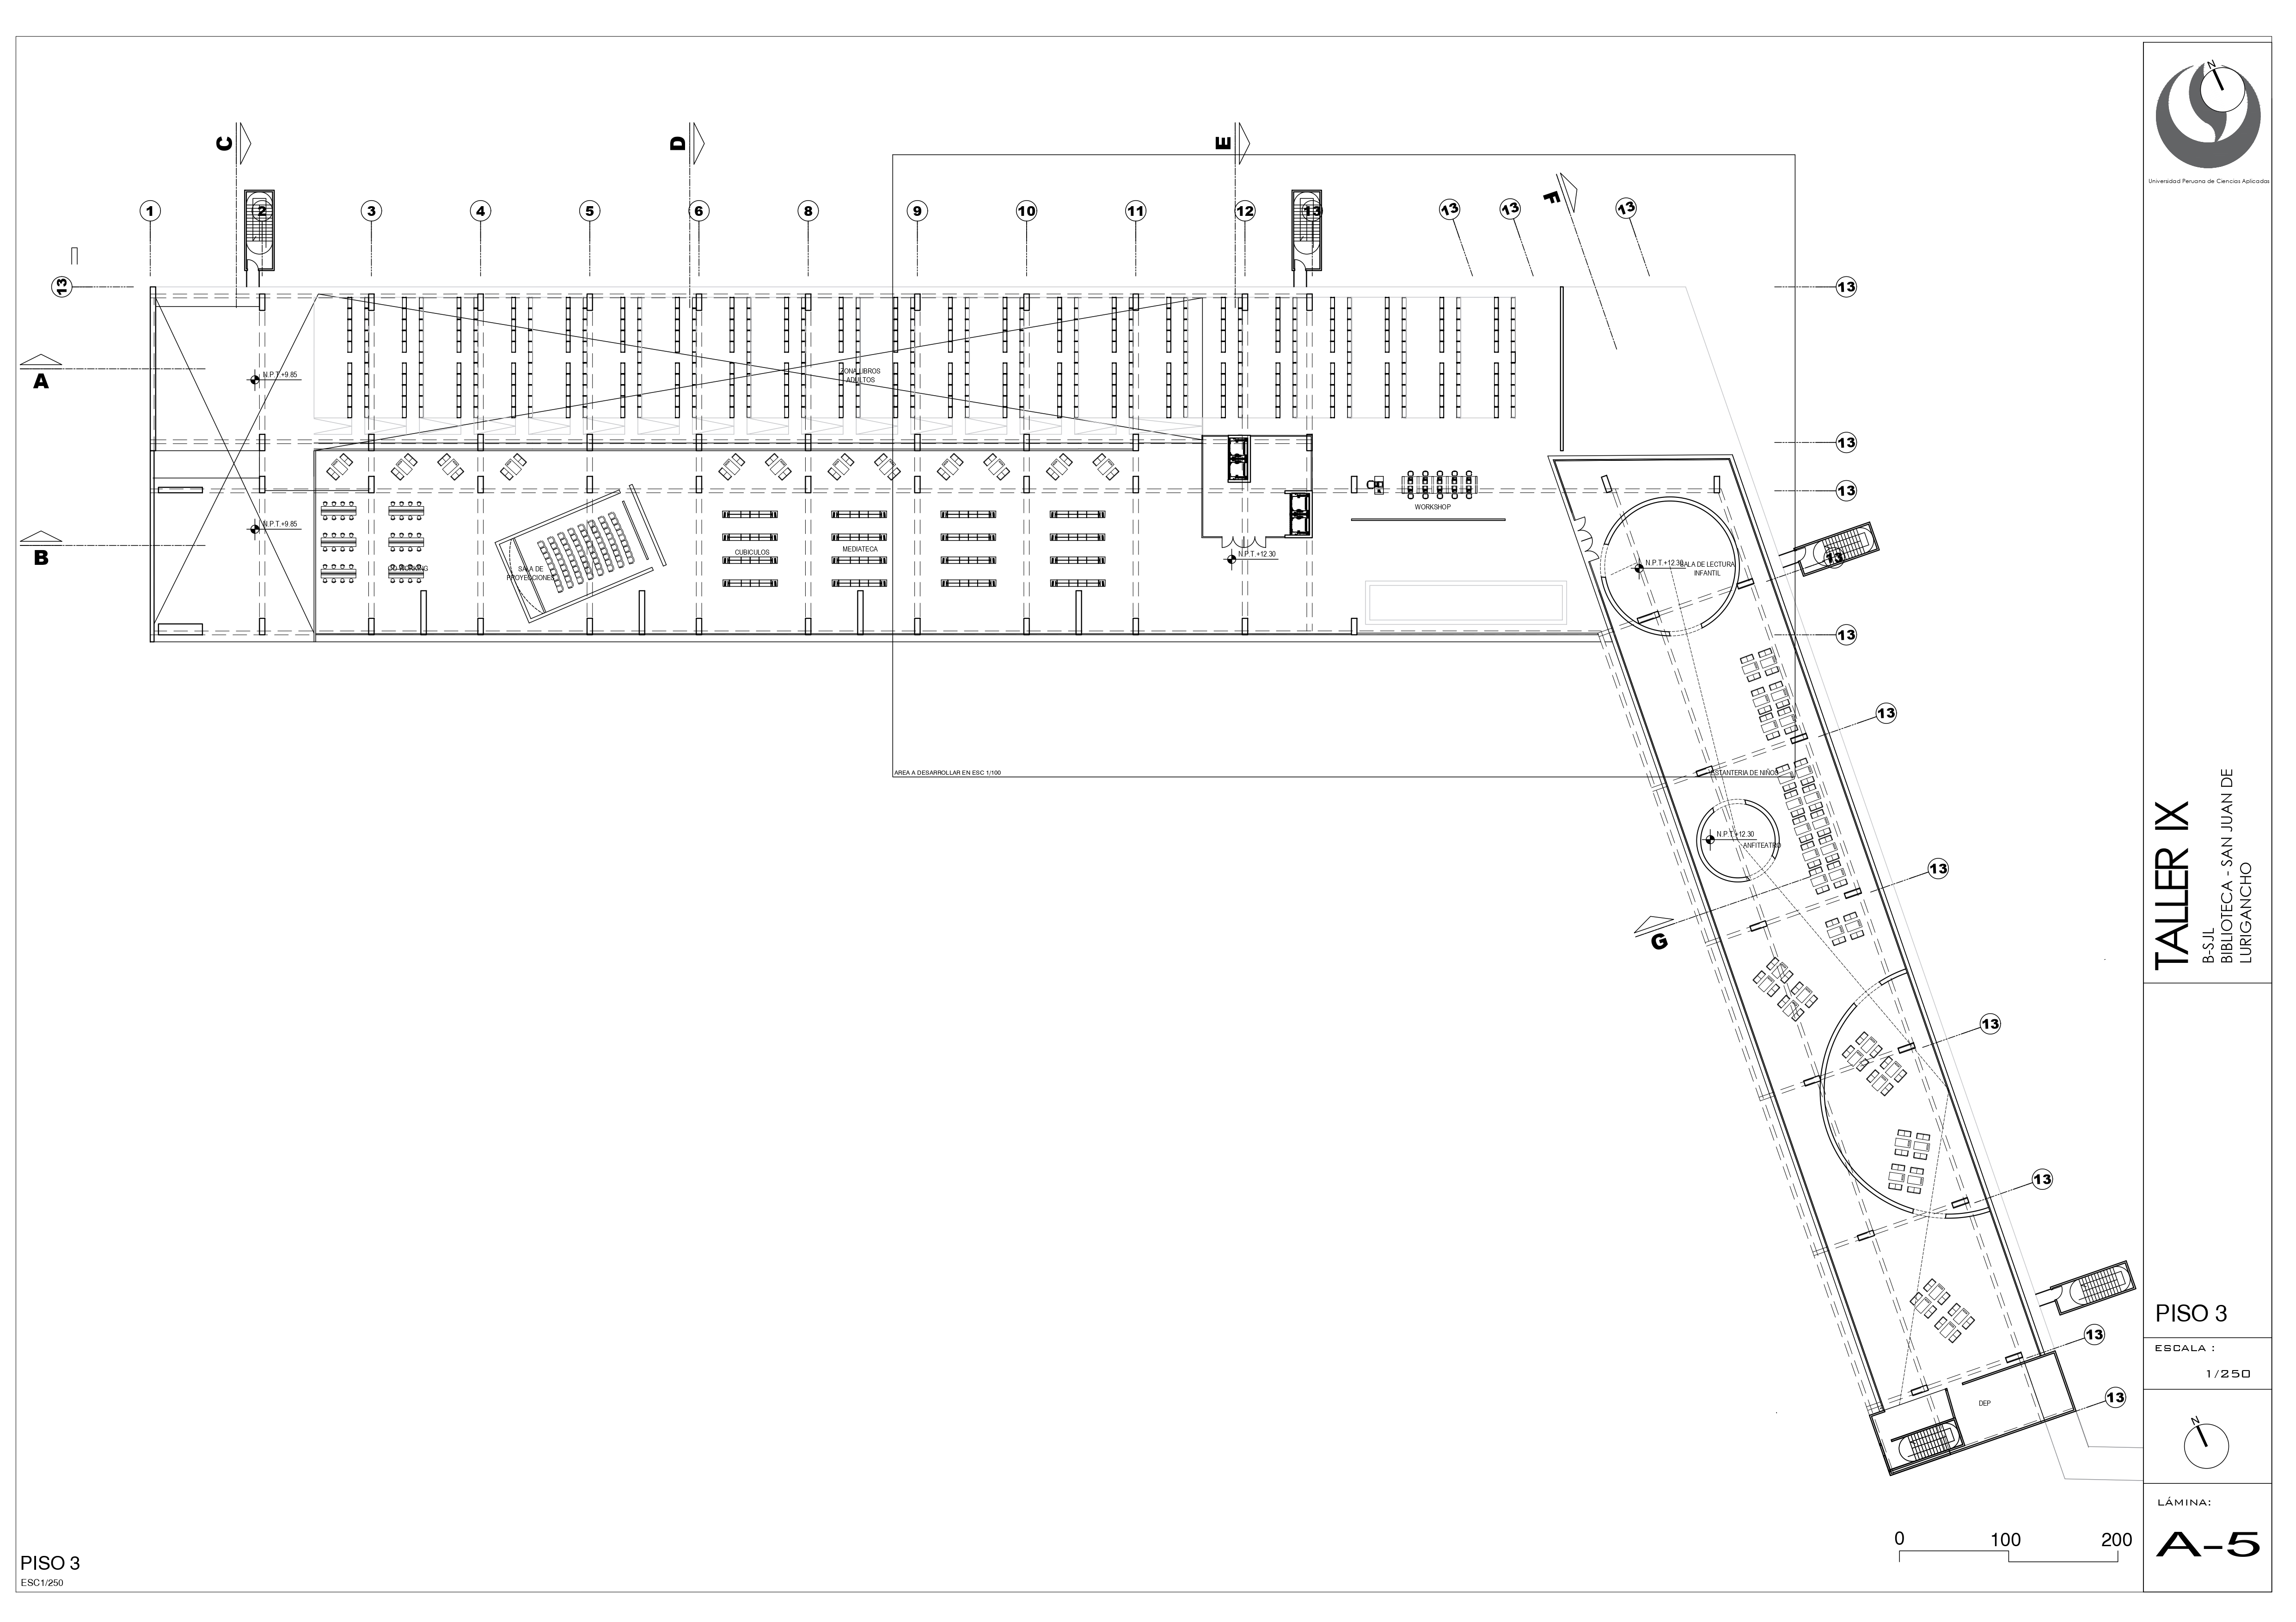 N
Universidad Peruana de Ciencias Aplicadas
C
D
E
F
1
2
3
4
5
6
8
9
10
11
12
13
13
13
13
13
13
A
N.P.T.+9.85
ZONA LIBROS
ADULTOS
13
13
WORKSHOP
B
N.P.T.+9.85
CO-WORKING
SALA DE
PROYECCIONES
CUBICULOS
MEDIATECA
N.P.T.+12.30
N.P.T.+12.30
SALA DE LECTURA
INFANTIL
13
13
13
AREA A DESARROLLAR EN ESC 1/100
ESTANTERIA DE NIÑOS
N.P.T.+12.30
ANFITEATRO
13
G
13
13
13
13
DEP
TALLER IX
B-SJL
BIBLIOTECA - SAN JUAN DE
LURIGANCHO
PISO 3
ESCALA :
1/250
N
LÁMINA:
A-5
0 100 200
PISO 3
ESC1/250